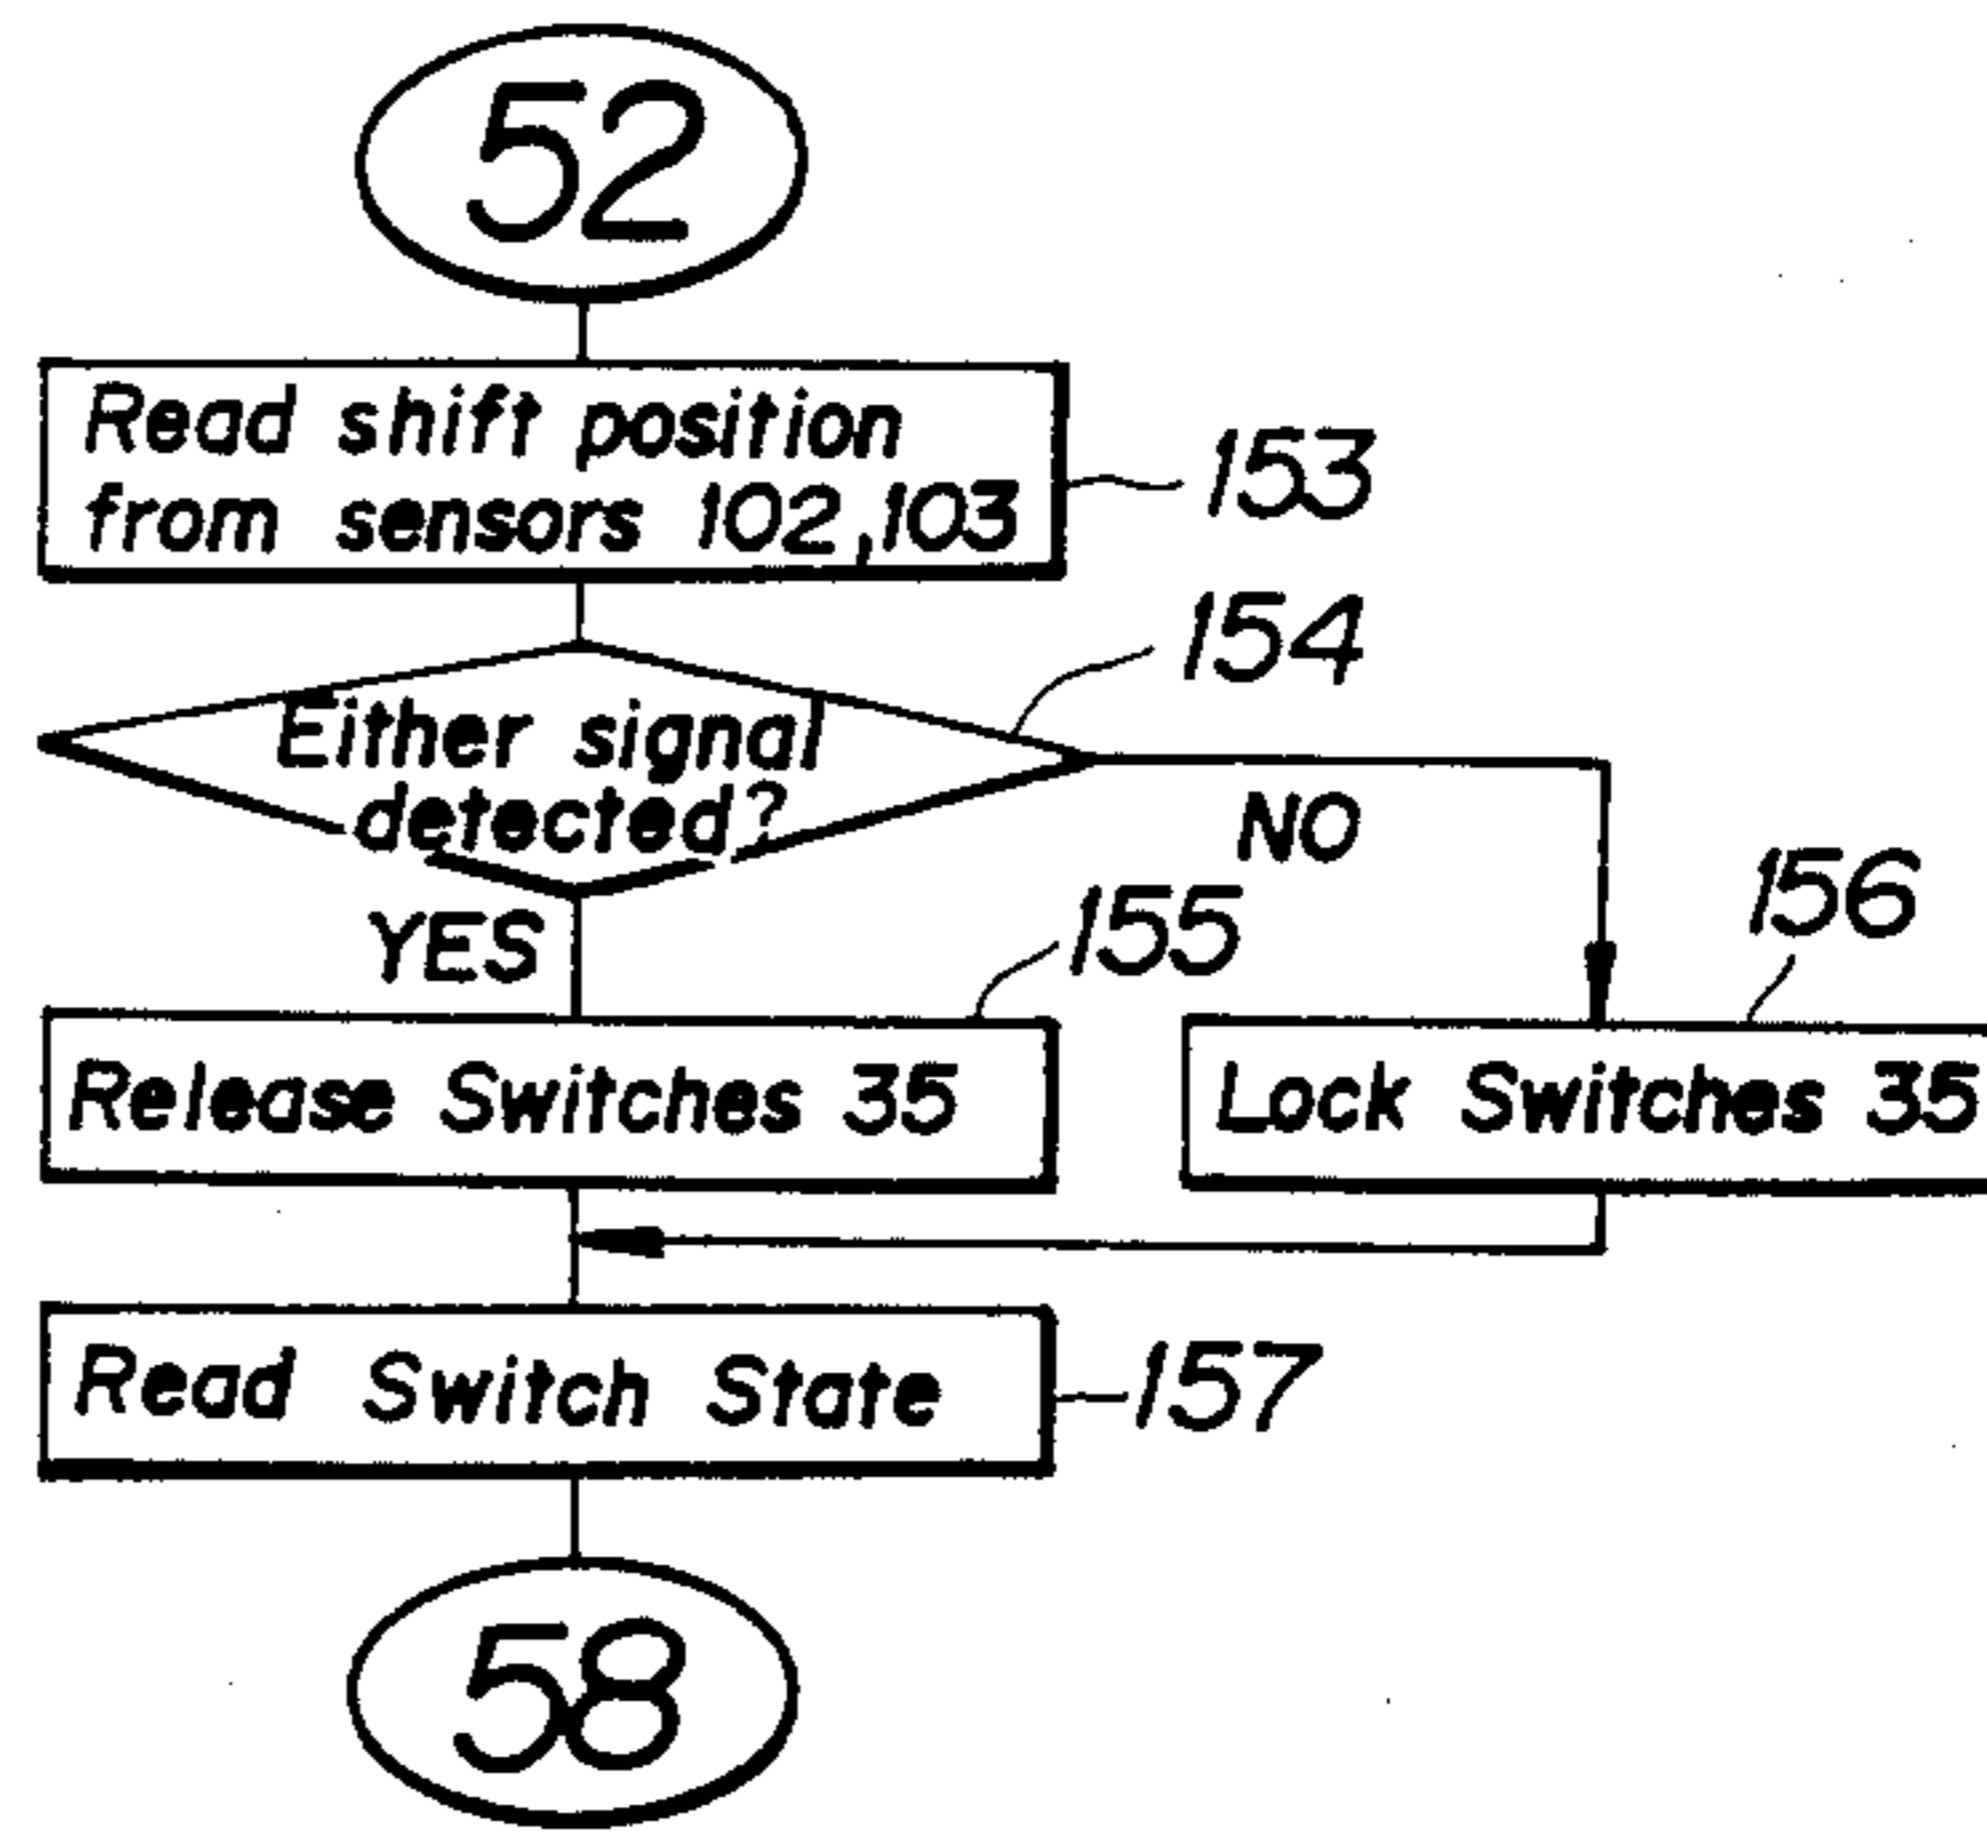 52
Read shift position
from sensors 102,103
153
154
Either signal
detected?
NO
YES
155
156
Release Switches 35
Lock Switches 35
Read Switch State
157
58